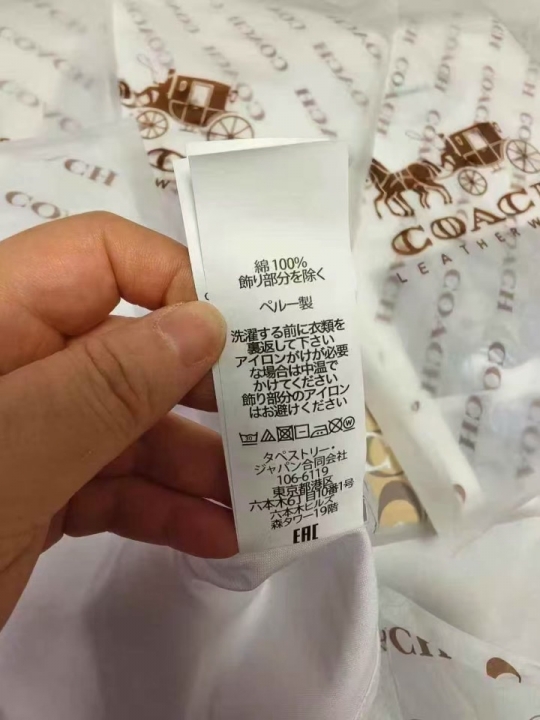 COACH
COACH
COACH
LEATHER W
綿 100%
飾り部分を除く
ペルー製
洗濯する前に衣類を
裏返して下さい
アイロンがけが必要
な場合は中温で
かけてください
飾り部分のアイロン
はお避けください
タペストリー・
ジャパン合同会社
106-6119
東京都港区
六本木6丁目10番1号
六本木ヒルズ
森タワー19階
EAC